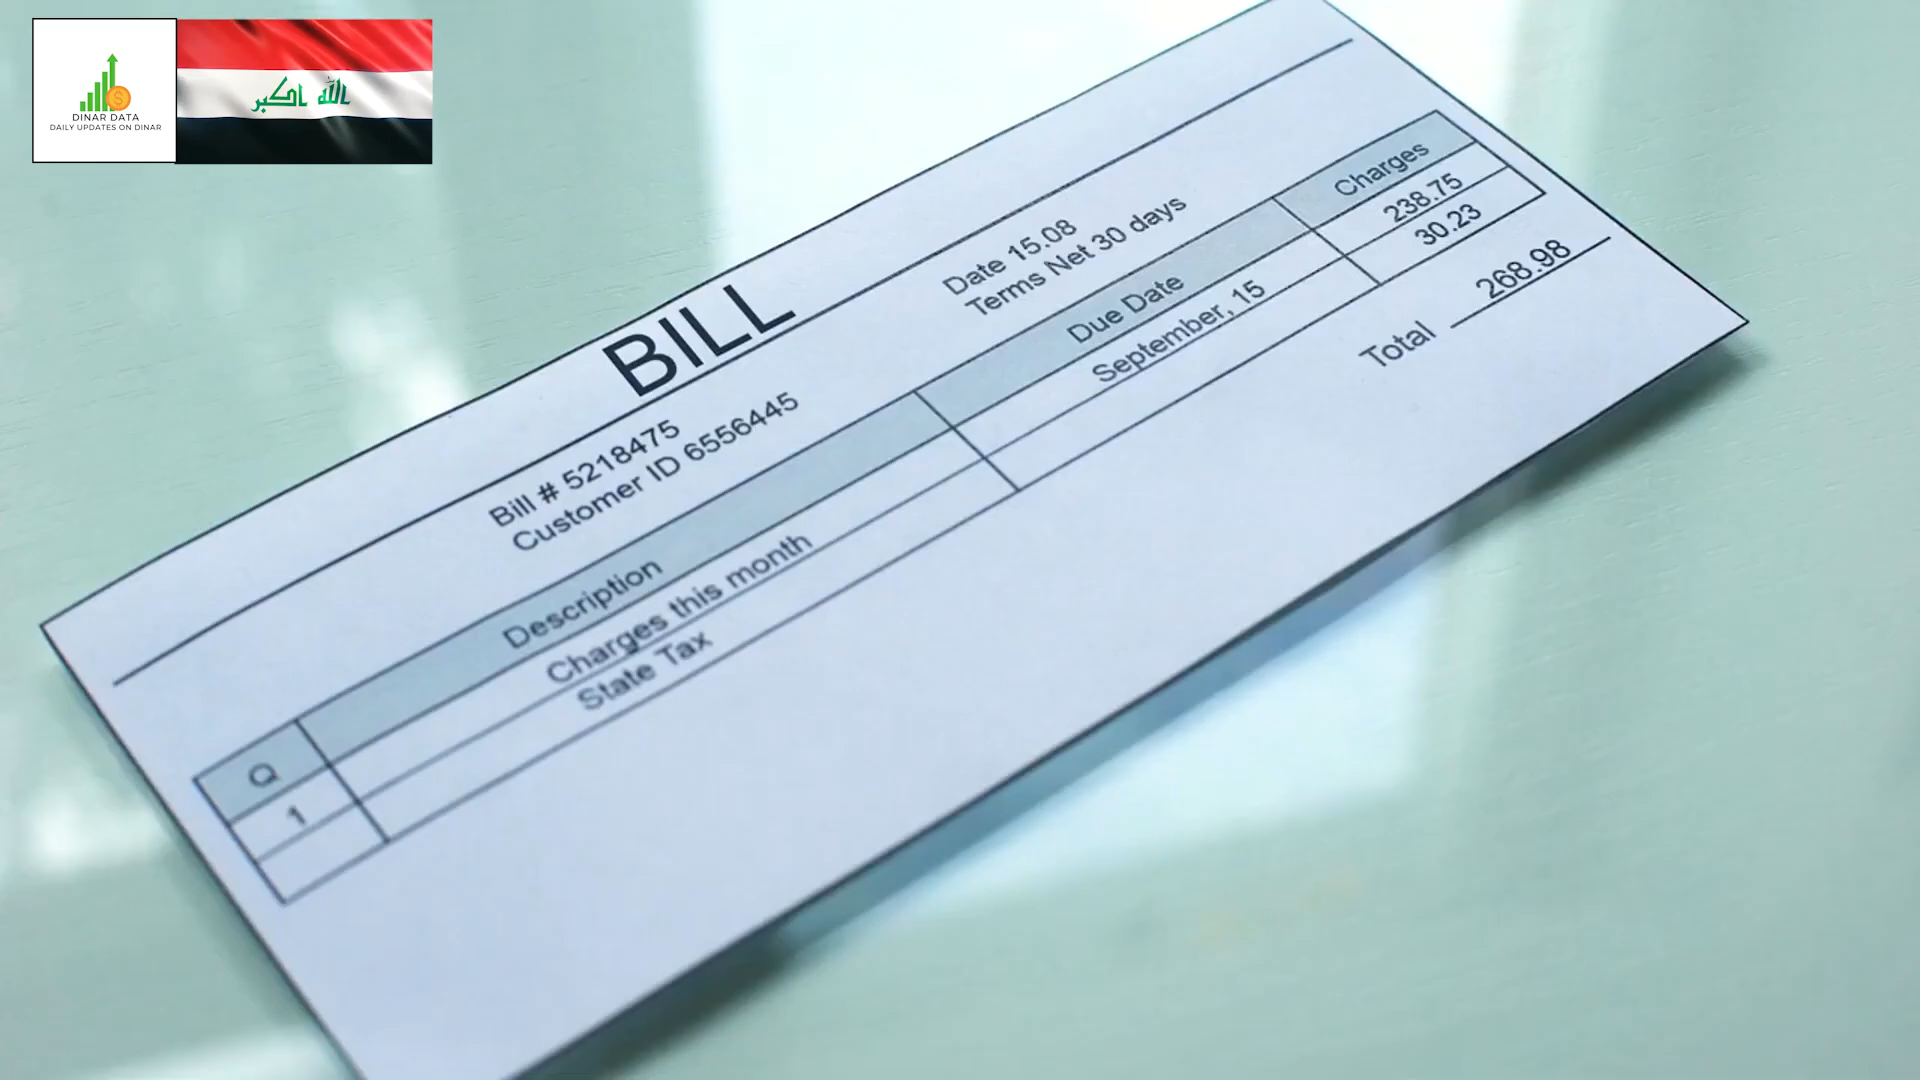 DINAR DATA
DAILY UPDATES ON DINAR
الله اكبر
BILL
Bill # 5218475
Customer ID 6556445
Date 15.08
Terms Net 30 days
Q Description Due Date Charges
1 Charges this month September, 15 238.75
State Tax 30.23
Total 268.98